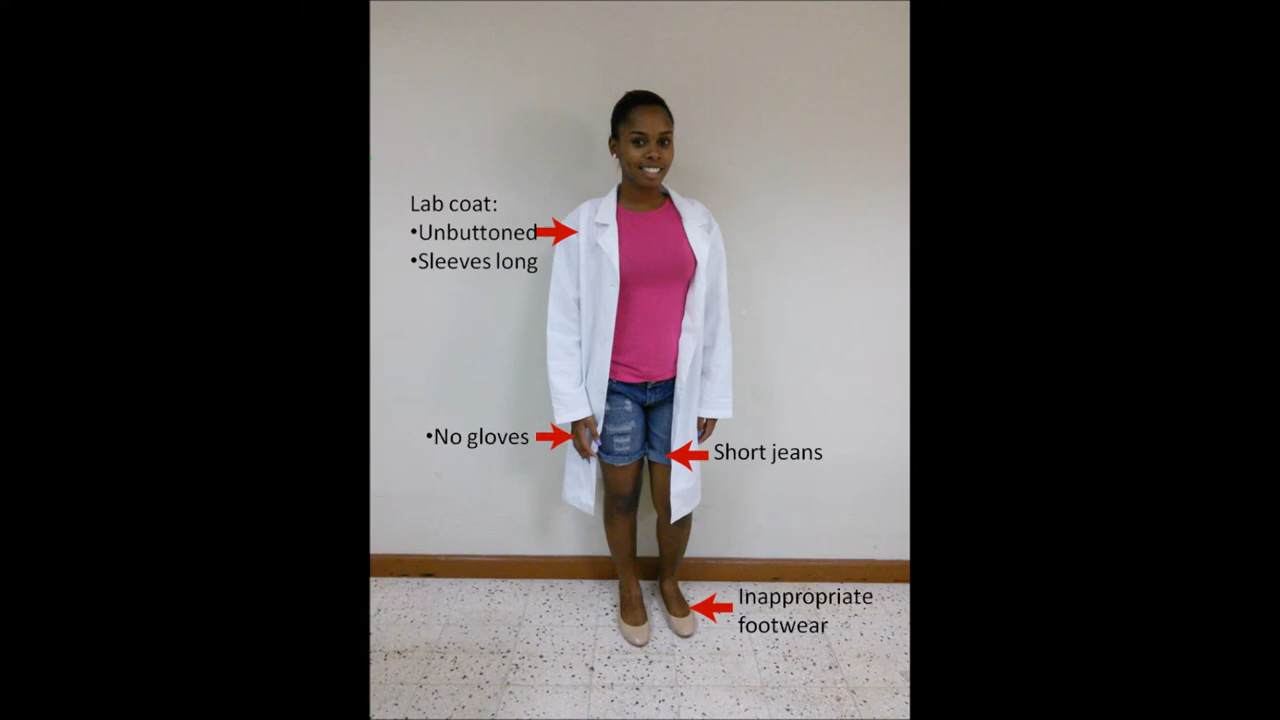 Lab coat:
•Unbuttoned
•Sleeves long
•No gloves
Short jeans
Inappropriate
footwear